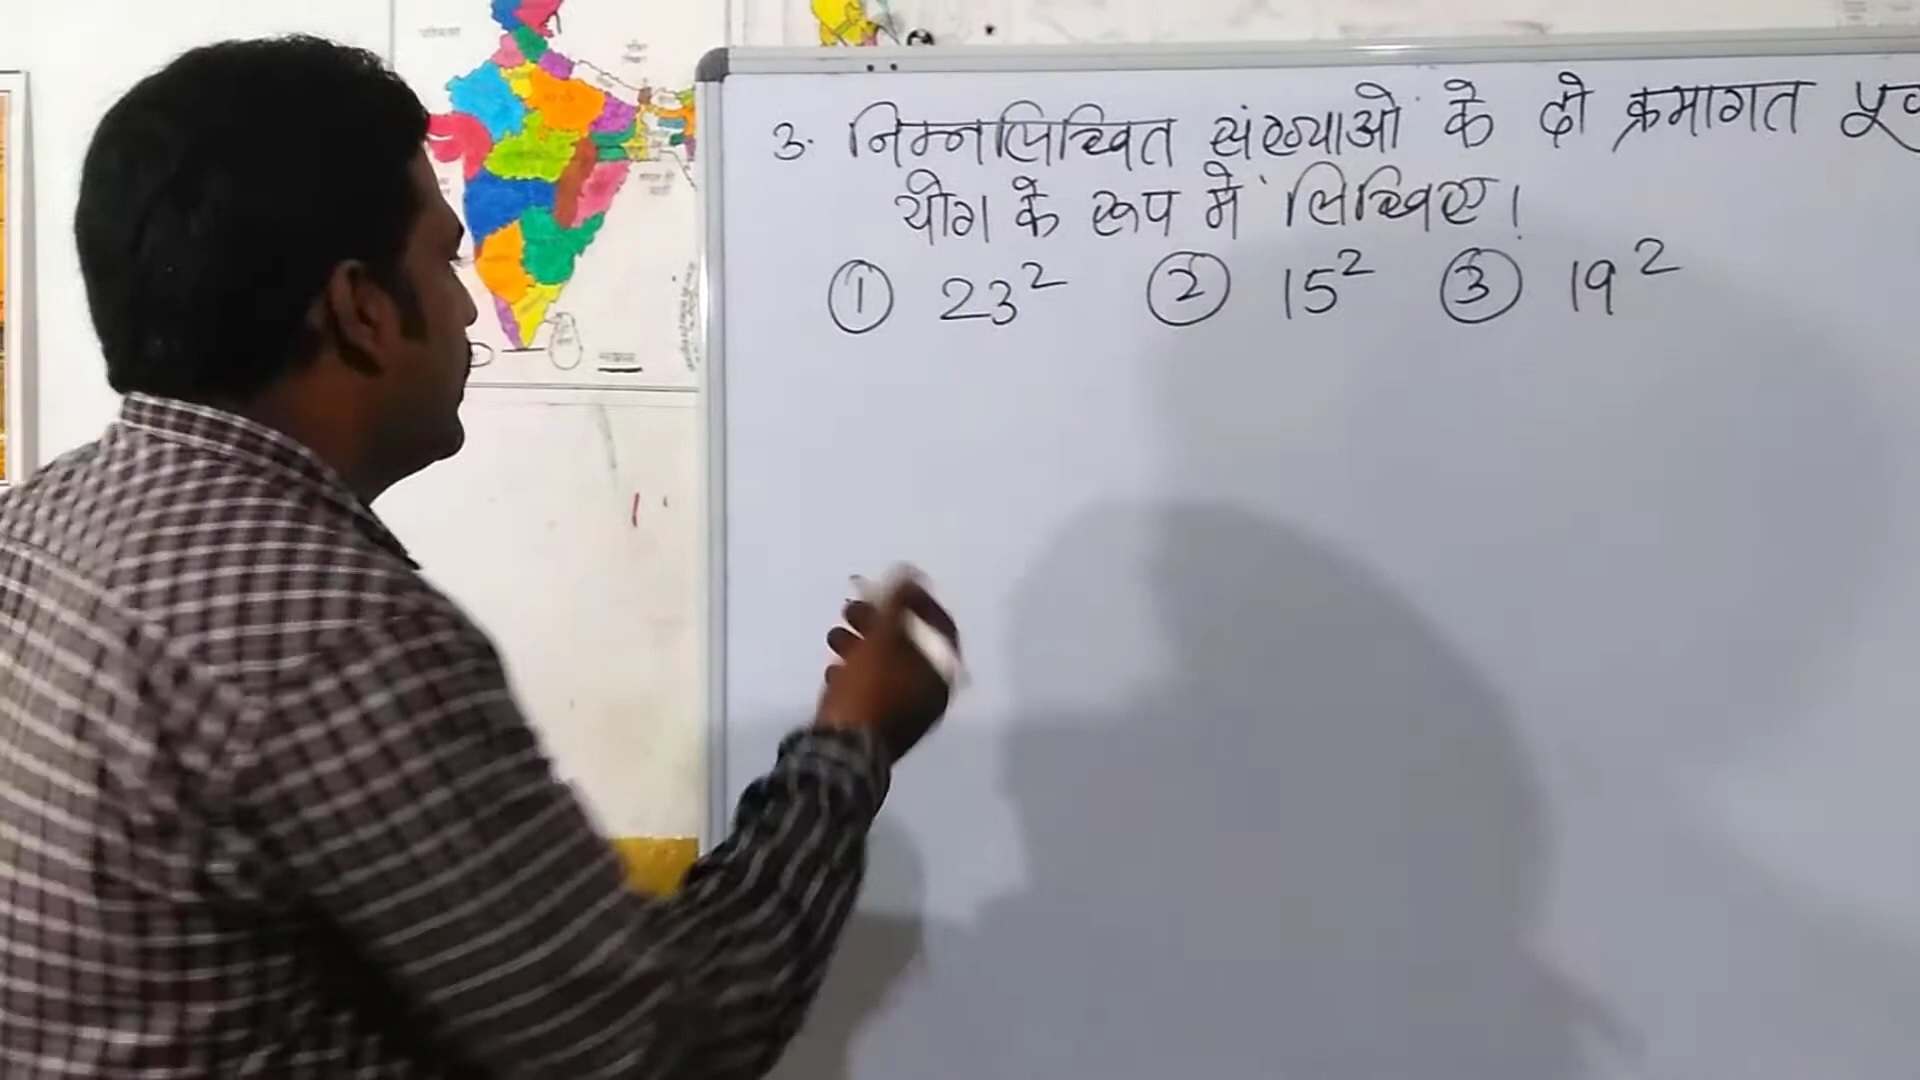 3. निम्नलिखित संख्याओं के दो क्रमागत
योग के रूप में लिखिए।
① 23² ② 15² ③ 19²